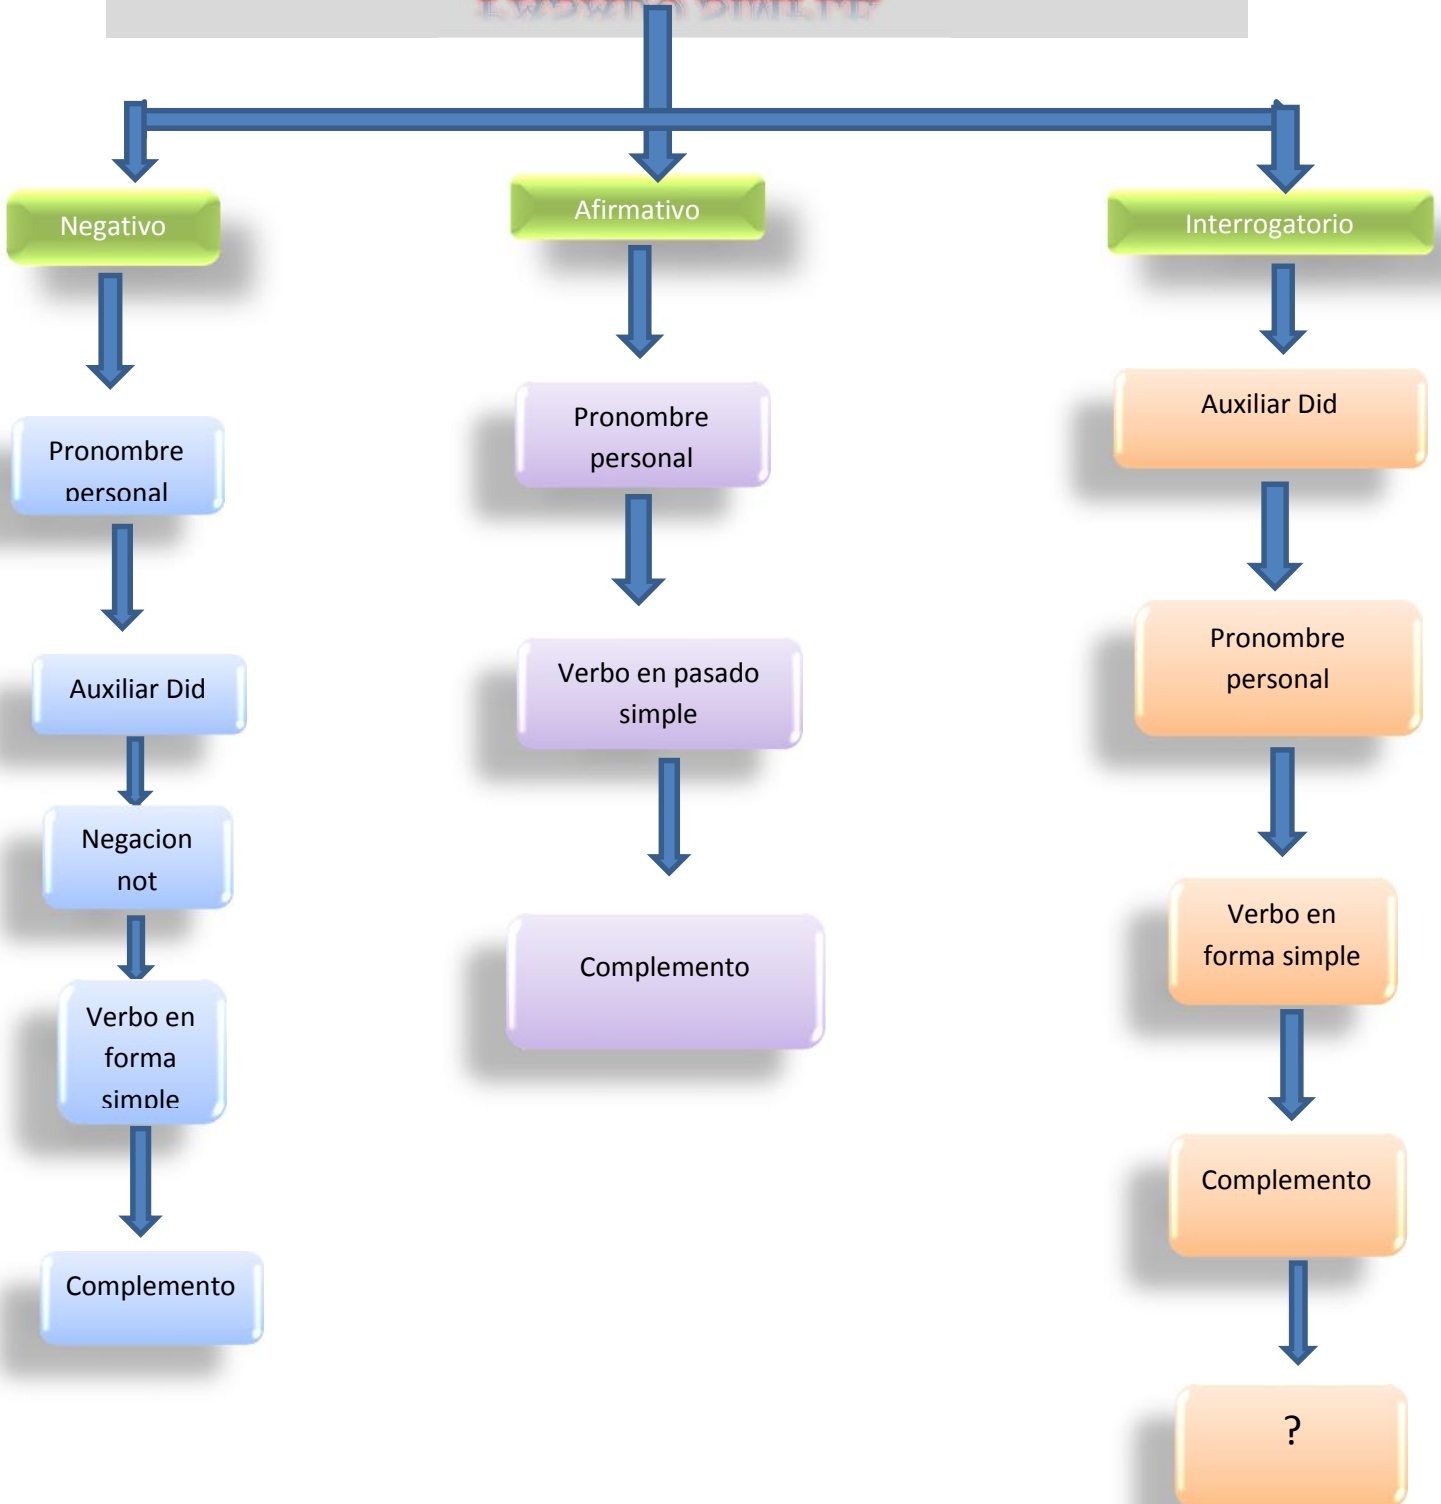 Negativo
Afirmativo
Interrogatorio
Pronombre
personal
Auxiliar Did
Negacion
not
Verbo en
forma
simple
Complemento
Pronombre
personal
Verbo en pasado
simple
Complemento
Auxiliar Did
Pronombre
personal
Verbo en
forma simple
Complemento
?